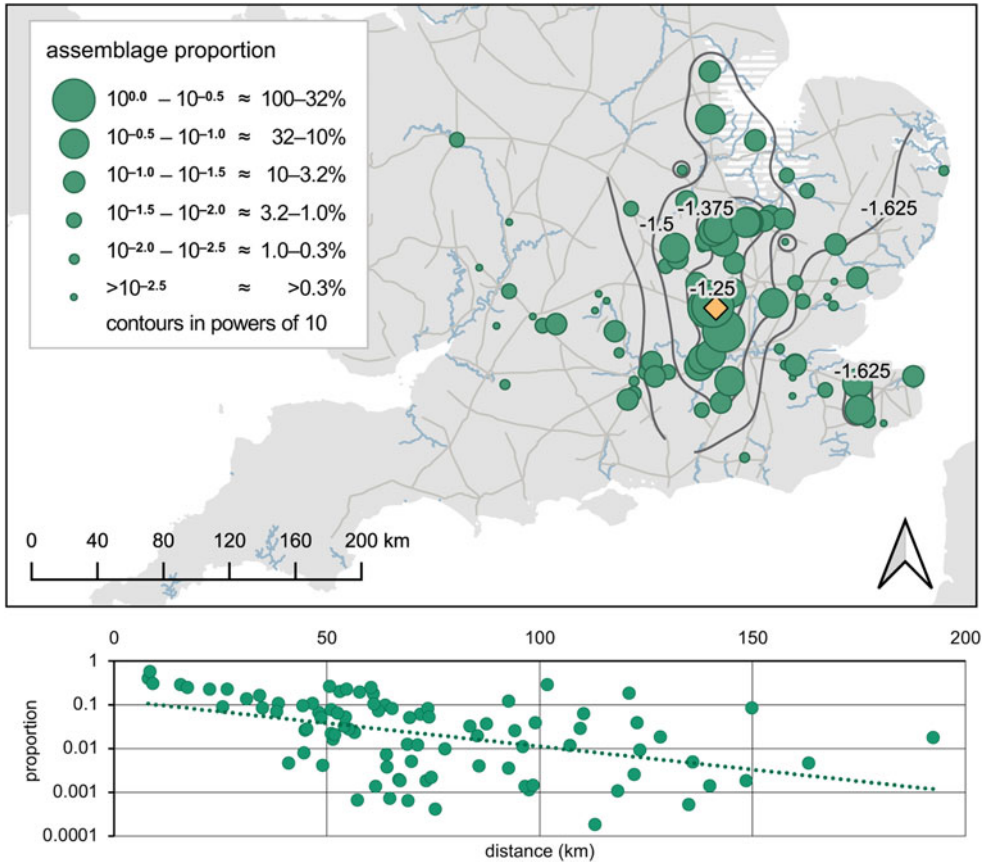 assemblage proportion
10⁰·⁰ – 10⁻⁰·⁵ ≈ 100–32%
10⁻⁰·⁵ – 10⁻¹·⁰ ≈ 32–10%
10⁻¹·⁰ – 10⁻¹·⁵ ≈ 10–3.2%
10⁻¹·⁵ – 10⁻²·⁰ ≈ 3.2–1.0%
10⁻²·⁰ – 10⁻²·⁵ ≈ 1.0–0.3%
>10⁻²·⁵ ≈ >0.3%
contours in powers of 10
-1.375
-1.625
-1.5
-1.25
-1.625
0 40 80 120 160 200 km
0 50 100 150 200
1
0.1
0.01
0.001
0.0001
proportion
distance (km)